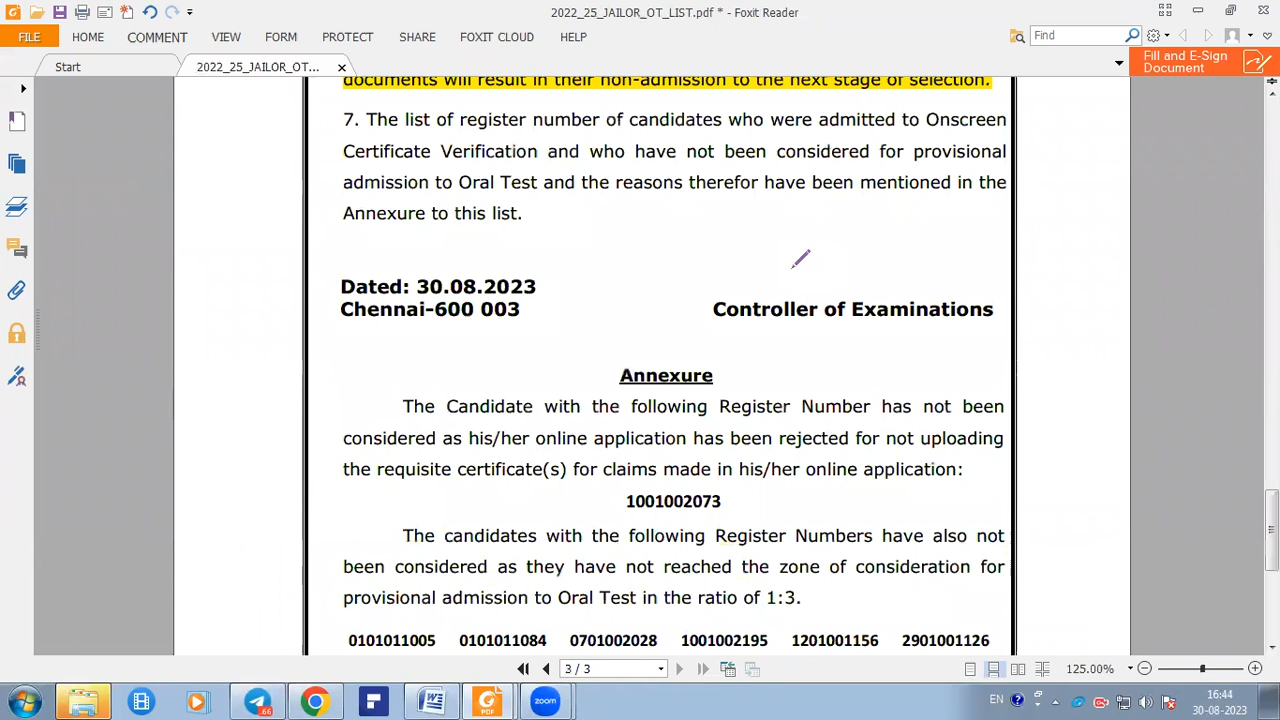 2022_25_JAILOR_OT_LIST.pdf * - Foxit Reader
FILE HOME COMMENT VIEW FORM PROTECT SHARE FOXIT CLOUD HELP
Find
Start
2022_25_JAILOR_OT...
Fill and E-Sign
Document
documents will result in their non-admission to the next stage of selection.
7. The list of register number of candidates who were admitted to Onscreen
Certificate Verification and who have not been considered for provisional
admission to Oral Test and the reasons therefor have been mentioned in the
Annexure to this list.
Dated: 30.08.2023
Chennai-600 003 Controller of Examinations
Annexure
The Candidate with the following Register Number has not been
considered as his/her online application has been rejected for not uploading
the requisite certificate(s) for claims made in his/her online application:
1001002073
The candidates with the following Register Numbers have also not
been considered as they have not reached the zone of consideration for
provisional admission to Oral Test in the ratio of 1:3.
0101011005 0101011084 0701002028 1001002195 1201001156 2901001126
3 / 3
125.00%
66
PDF
zoom
EN
16:44
30-08-2023